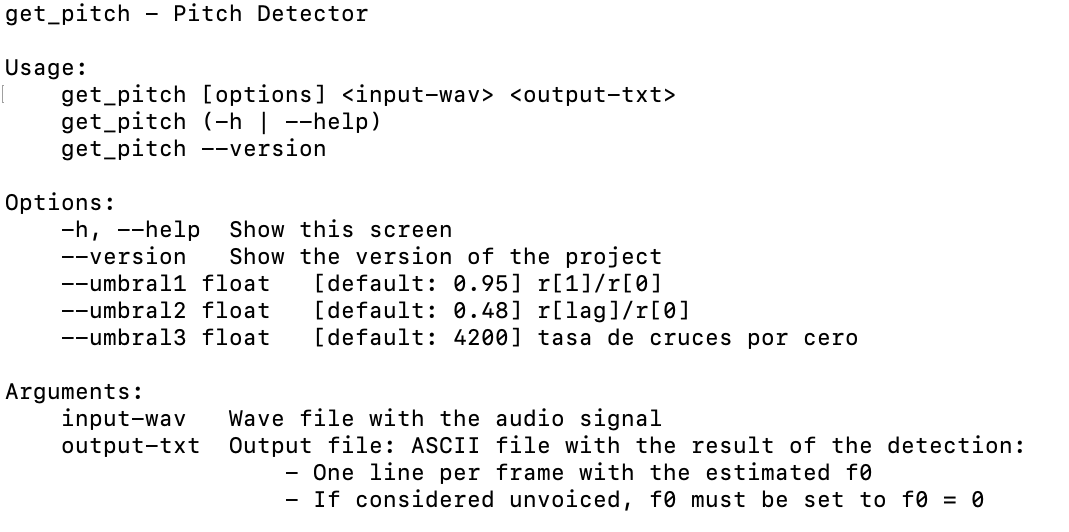 get_pitch - Pitch Detector
Usage:
get_pitch [options] <input-wav> <output-txt>
get_pitch (-h | --help)
get_pitch --version
Options:
-h, --help Show this screen
--version Show the version of the project
--umbral1 float [default: 0.95] r[1]/r[0]
--umbral2 float [default: 0.48] r[lag]/r[0]
--umbral3 float [default: 4200] tasa de cruces por cero
Arguments:
input-wav Wave file with the audio signal
output-txt Output file: ASCII file with the result of the detection:
- One line per frame with the estimated f0
- If considered unvoiced, f0 must be set to f0 = 0